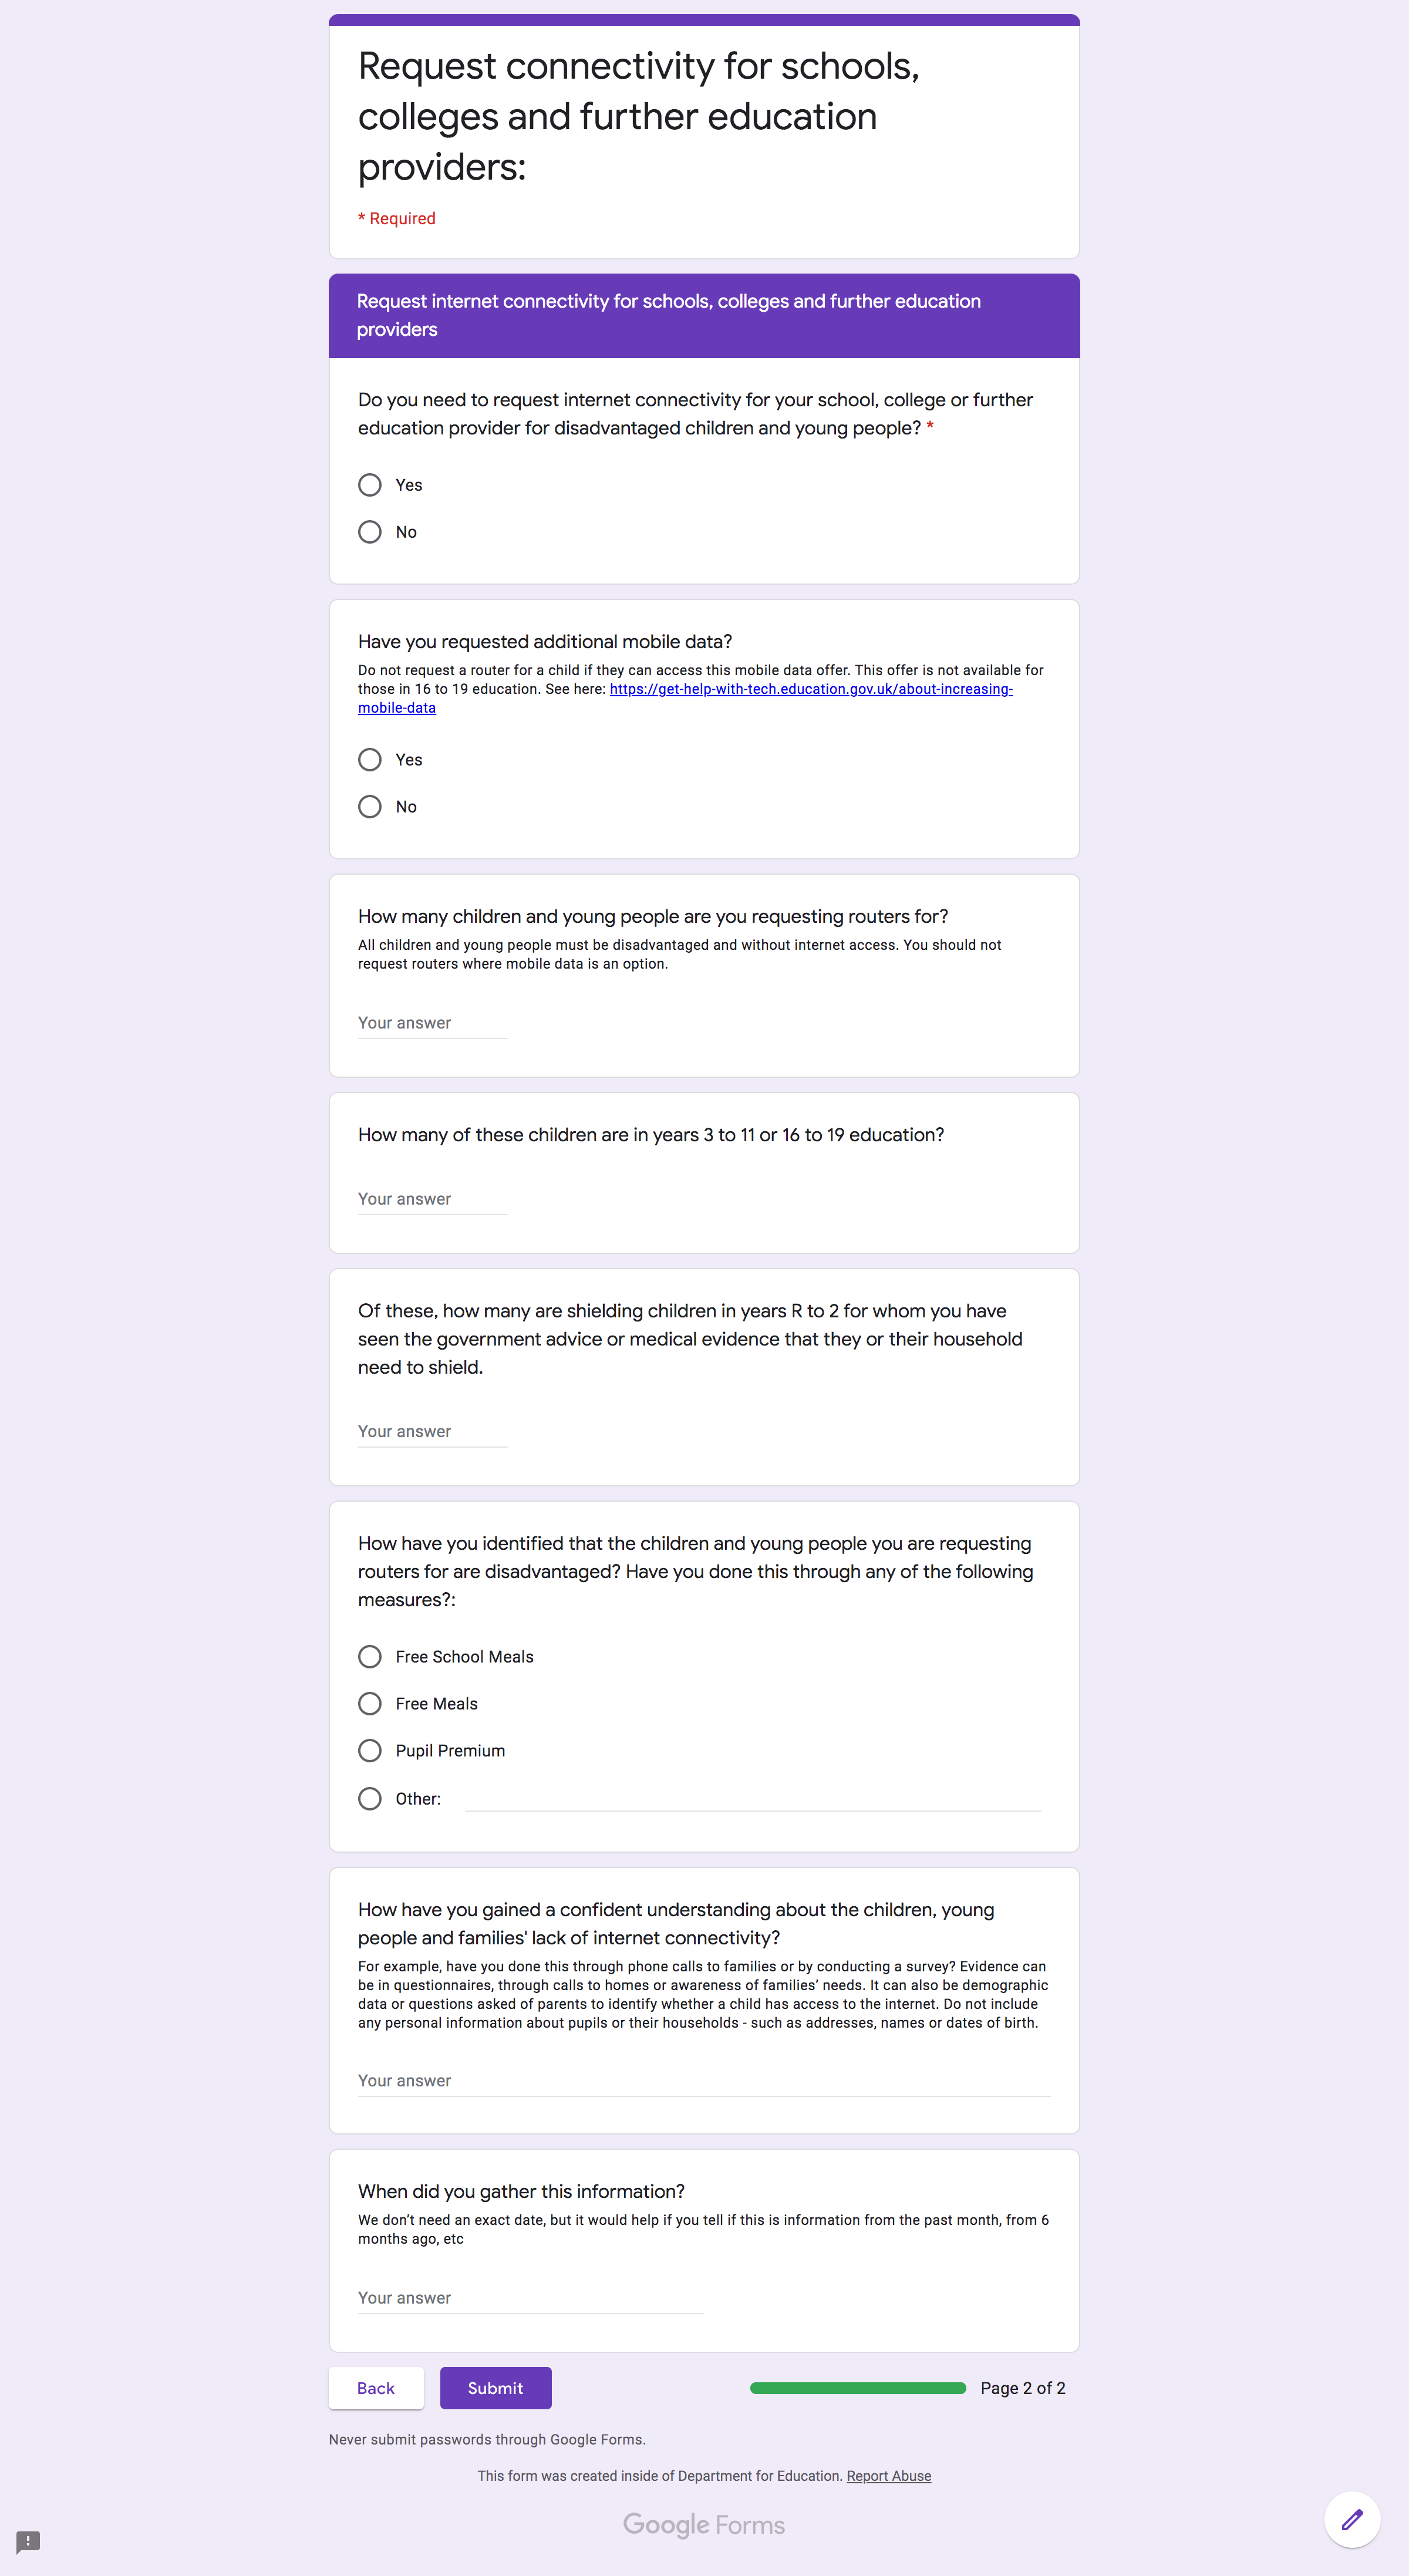 Request connectivity for schools,
colleges and further education
providers:
* Required
Request internet connectivity for schools, colleges and further education
providers
Do you need to request internet connectivity for your school, college or further
education provider for disadvantaged children and young people? *
Yes
No
Have you requested additional mobile data?
Do not request a router for a child if they can access this mobile data offer. This offer is not available for
those in 16 to 19 education. See here: https://get-help-with-tech.education.gov.uk/about-increasing-
mobile-data
Yes
No
How many children and young people are you requesting routers for?
All children and young people must be disadvantaged and without internet access. You should not
request routers where mobile data is an option.
Your answer
How many of these children are in years 3 to 11 or 16 to 19 education?
Your answer
Of these, how many are shielding children in years R to 2 for whom you have
seen the government advice or medical evidence that they or their household
need to shield.
Your answer
How have you identified that the children and young people you are requesting
routers for are disadvantaged? Have you done this through any of the following
measures?:
Free School Meals
Free Meals
Pupil Premium
Other:
How have you gained a confident understanding about the children, young
people and families' lack of internet connectivity?
For example, have you done this through phone calls to families or by conducting a survey? Evidence can
be in questionnaires, through calls to homes or awareness of families’ needs. It can also be demographic
data or questions asked of parents to identify whether a child has access to the internet. Do not include
any personal information about pupils or their households - such as addresses, names or dates of birth.
Your answer
When did you gather this information?
We don’t need an exact date, but it would help if you tell if this is information from the past month, from 6
months ago, etc
Your answer
Back
Submit
Page 2 of 2
Never submit passwords through Google Forms.
This form was created inside of Department for Education. Report Abuse
Google Forms